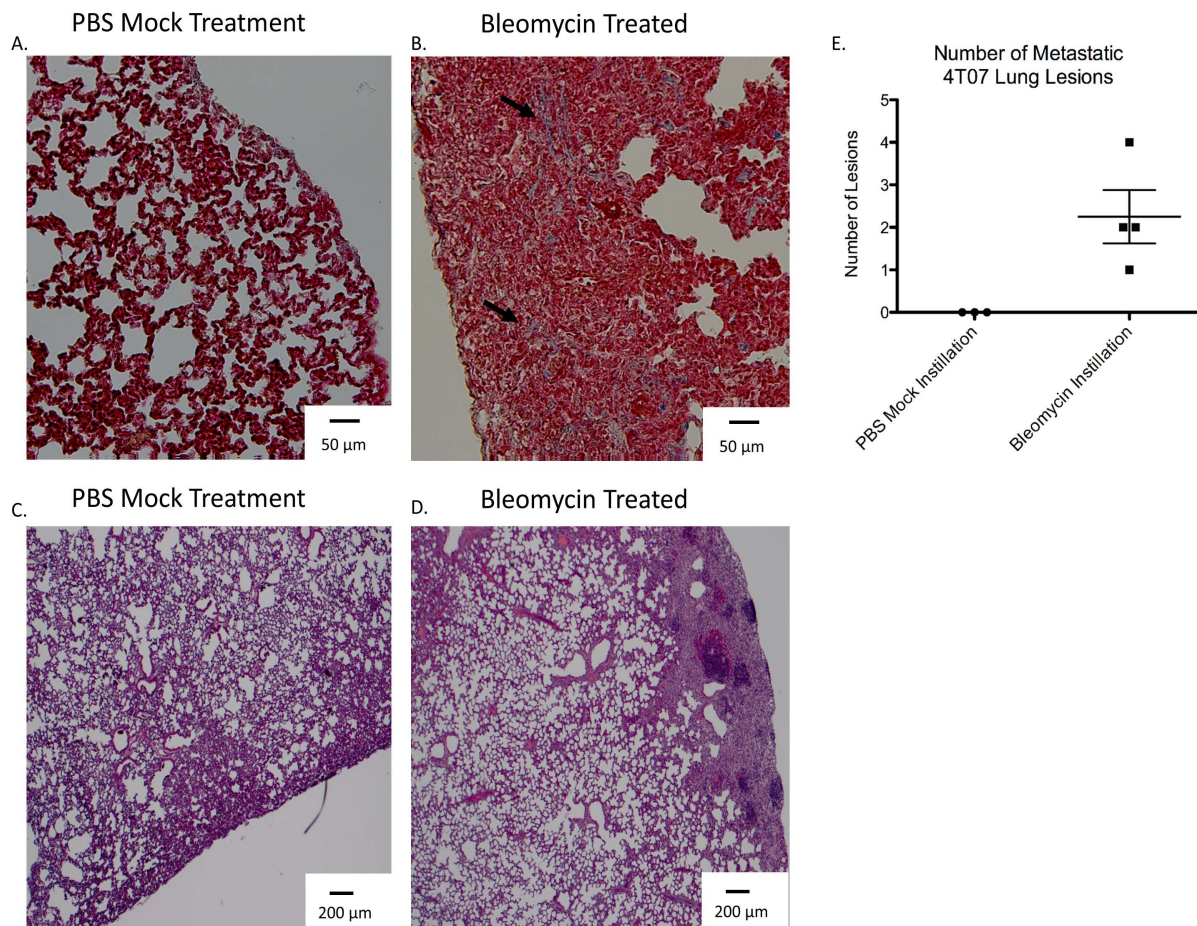 PBS Mock Treatment
Bleomycin Treated
A.
B.
E.
Number of Metastatic
4T07 Lung Lesions
5
4
3
2
1
0
Number of Lesions
PBS Mock Instillation
Bleomycin Instillation
50 µm
50 µm
PBS Mock Treatment
Bleomycin Treated
C.
D.
200 µm
200 µm